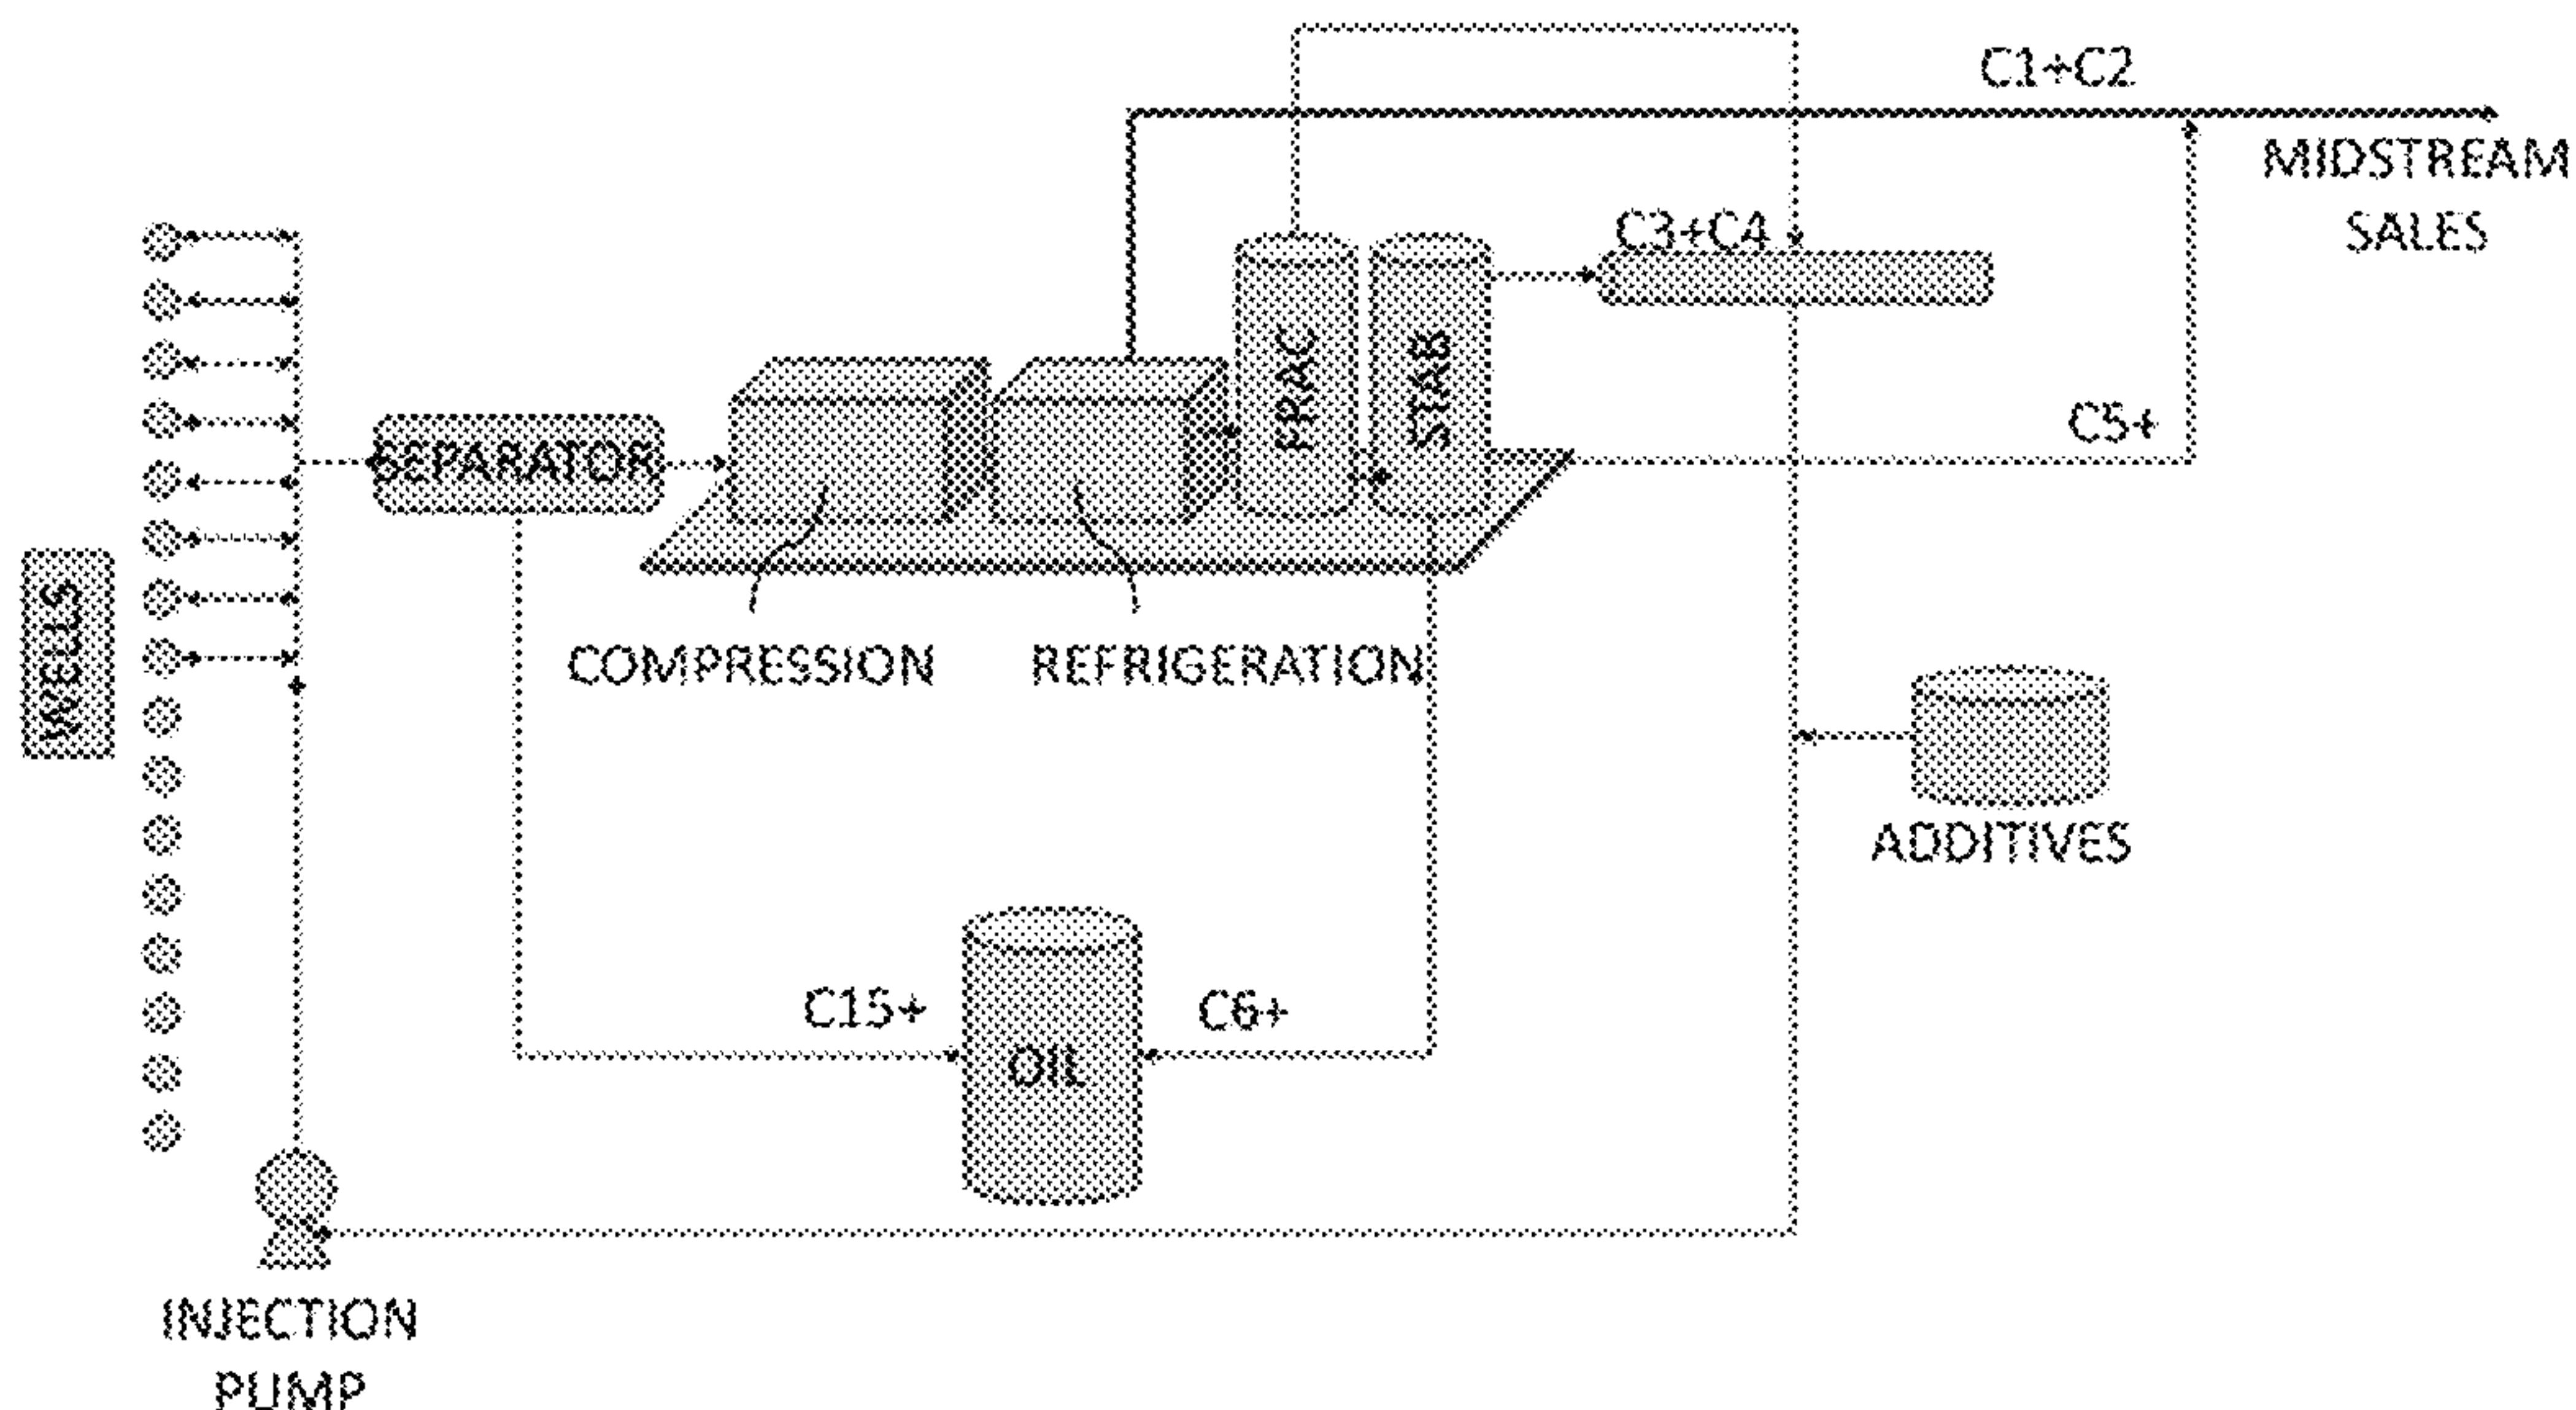 C1+C2
MIDSTREAM
SALES
C3+C4
FRAC
STAB
C5+
SEPARATOR
WELLS
COMPRESSION
REFRIGERATION
ADDITIVES
C15+
C6+
OIL
INJECTION
PUMP